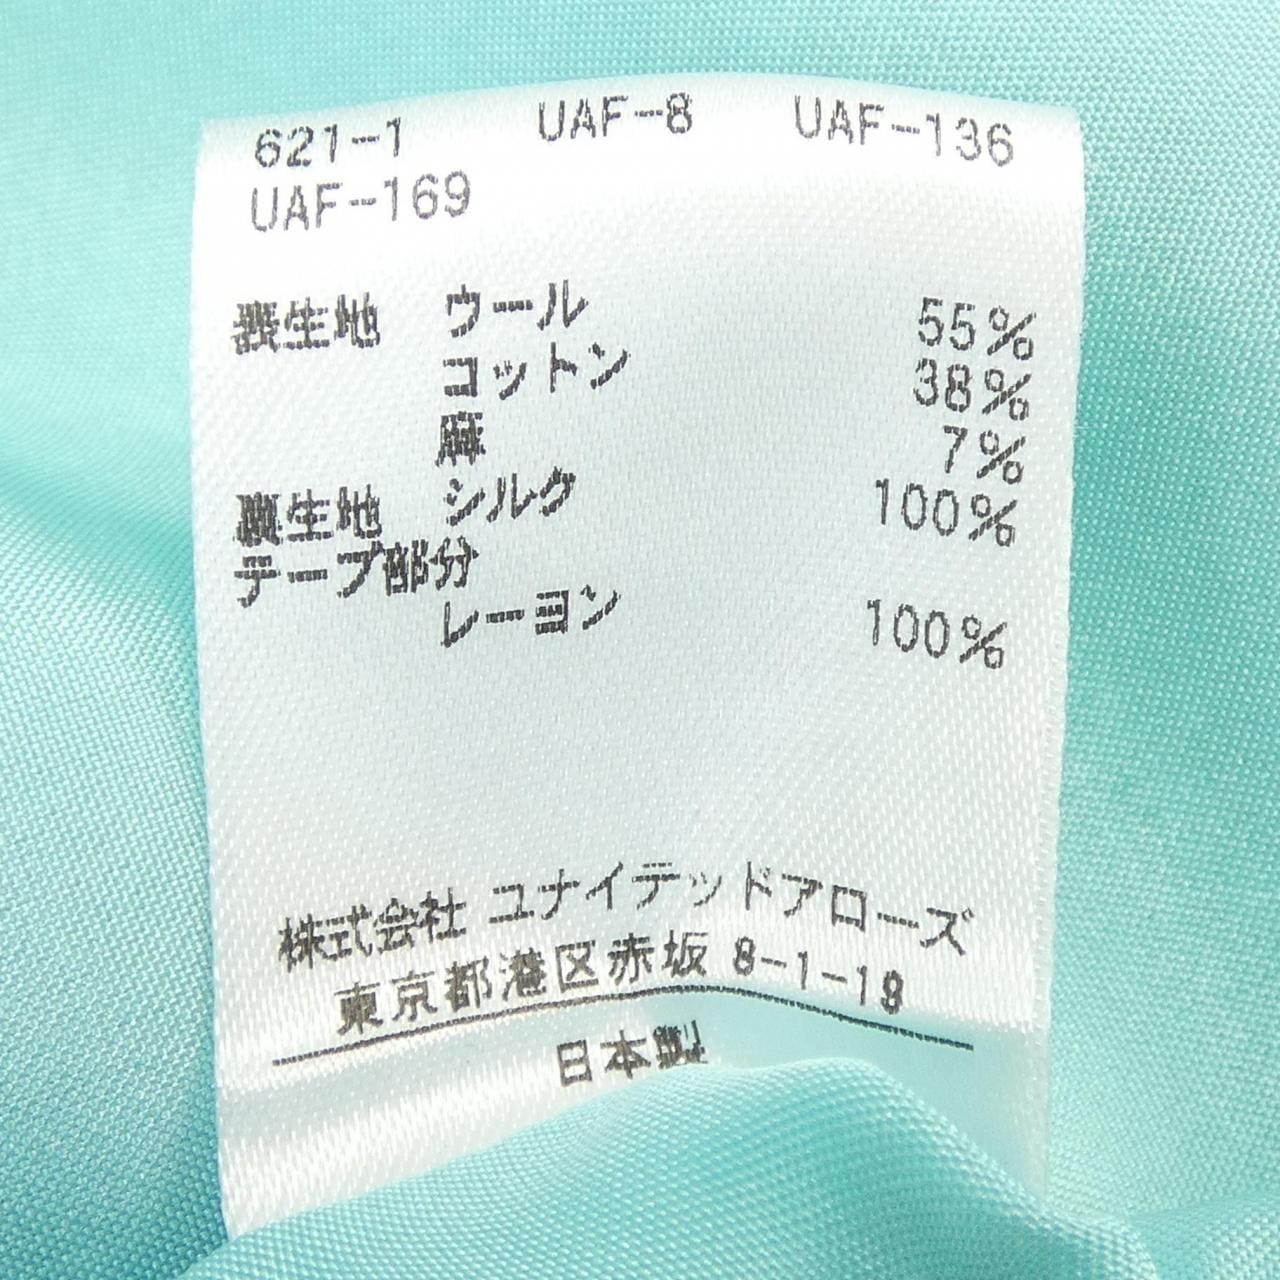 621-1 UAF-8 UAF-136
UAF-169
表生地 ウール 55%
コットン 38%
麻 7%
裏生地 シルク 100%
テープ部分
レーヨン 100%
株式会社 ユナイテッドアローズ
東京都港区赤坂 8-1-19
日本製